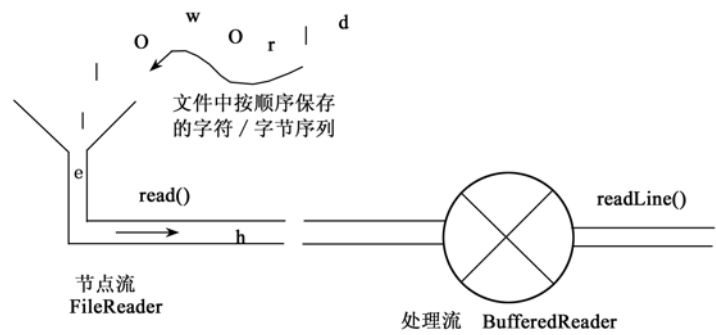 w
O
O
r
l
d
l
文件中按顺序保存
的字符 / 字节序列
l
e
read()
readLine()
h
节点流
FileReader
处理流 BufferedReader